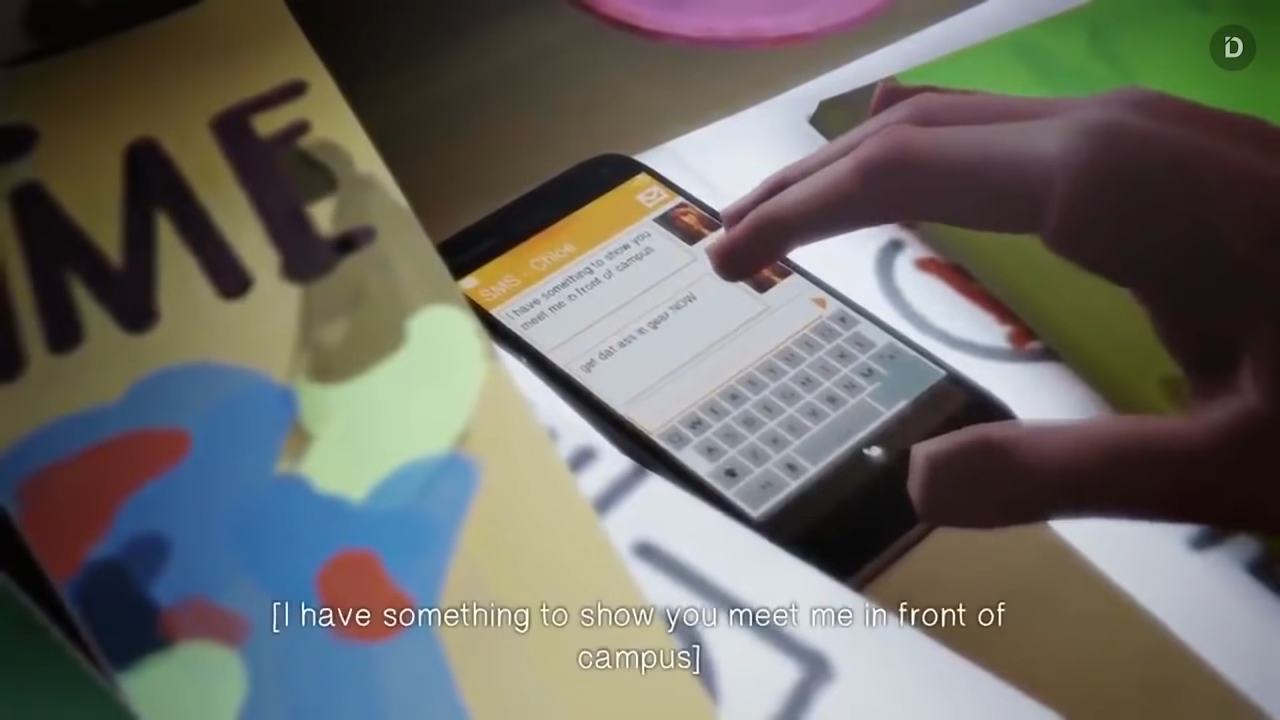 D
IME
SMS - Chloe
I have something to show you
meet me in front of campus
get dat ass in gear NOW
[I have something to show you meet me in front of
campus]